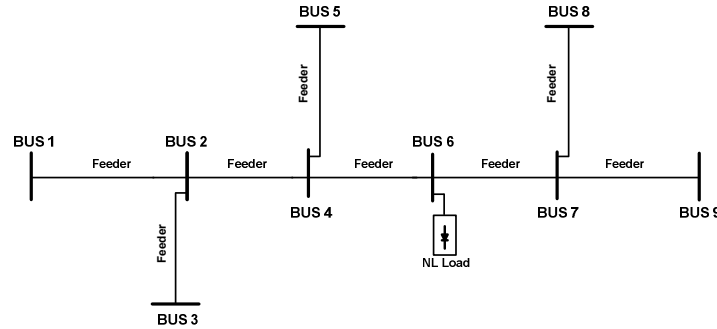 BUS 5
BUS 8
Feeder
Feeder
BUS 1
BUS 2
BUS 6
Feeder
Feeder
Feeder
Feeder
Feeder
BUS 4
BUS 7
BUS 9
Feeder
NL Load
BUS 3